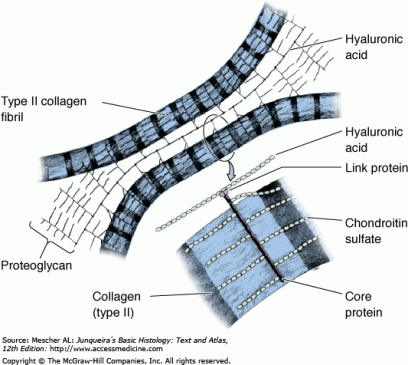 Hyaluronic
acid
Type II collagen
fibril
Hyaluronic
acid
Link protein
Chondroitin
sulfate
Proteoglycan
Collagen
(type II)
Core
protein
Source: Mescher AL: Junqueira's Basic Histology: Text and Atlas,
12th Edition: http://www.accessmedicine.com
Copyright © The McGraw-Hill Companies, Inc. All rights reserved.